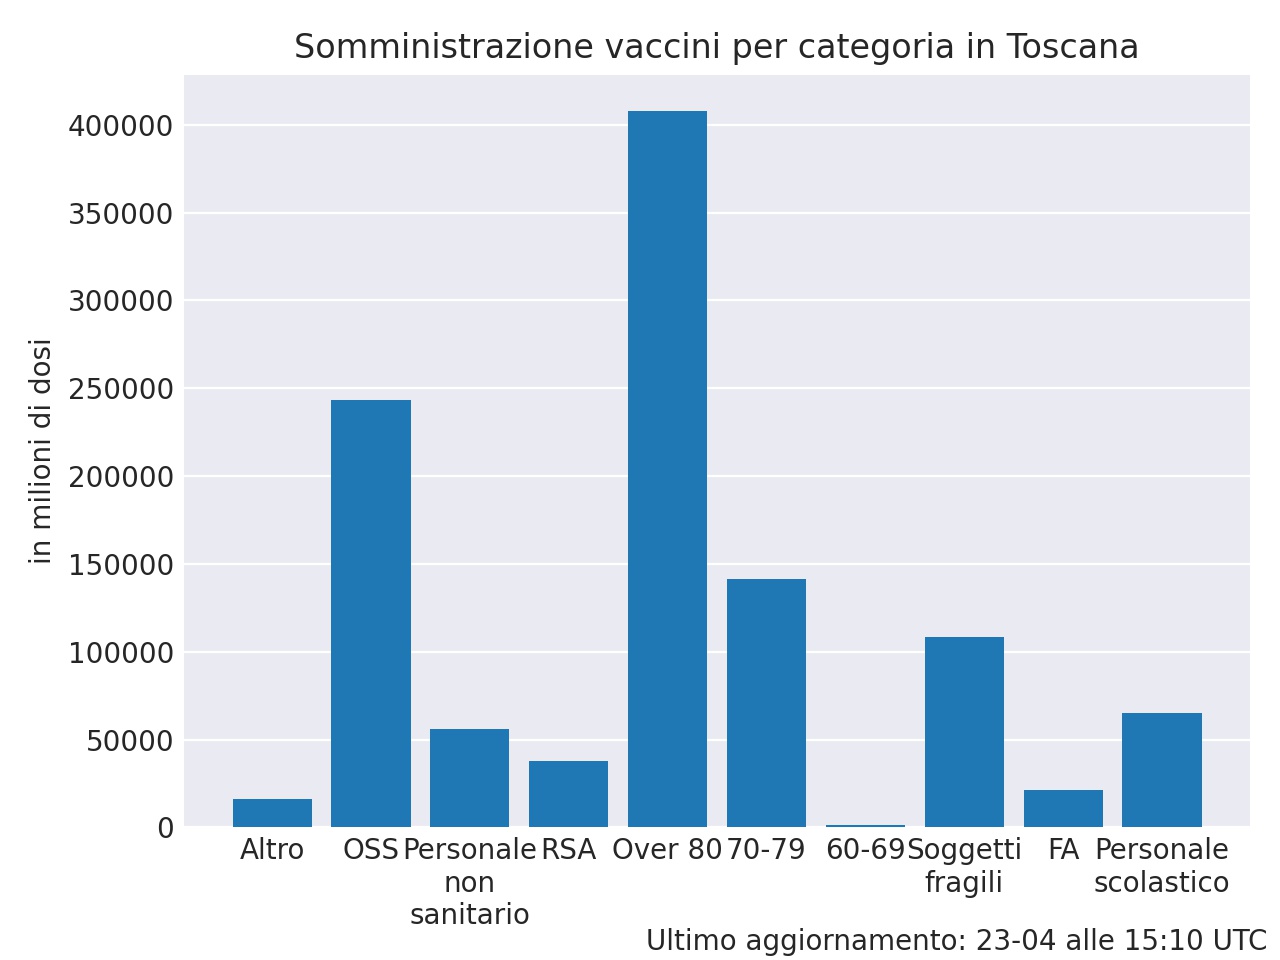 Somministrazione vaccini per categoria in Toscana
in milioni di dosi
400000
350000
300000
250000
200000
150000
100000
50000
0
Altro
OSS
Personale
non
sanitario
RSA
Over 80
70-79
60-69
Soggetti
fragili
FA
Personale
scolastico
Ultimo aggiornamento: 23-04 alle 15:10 UTC